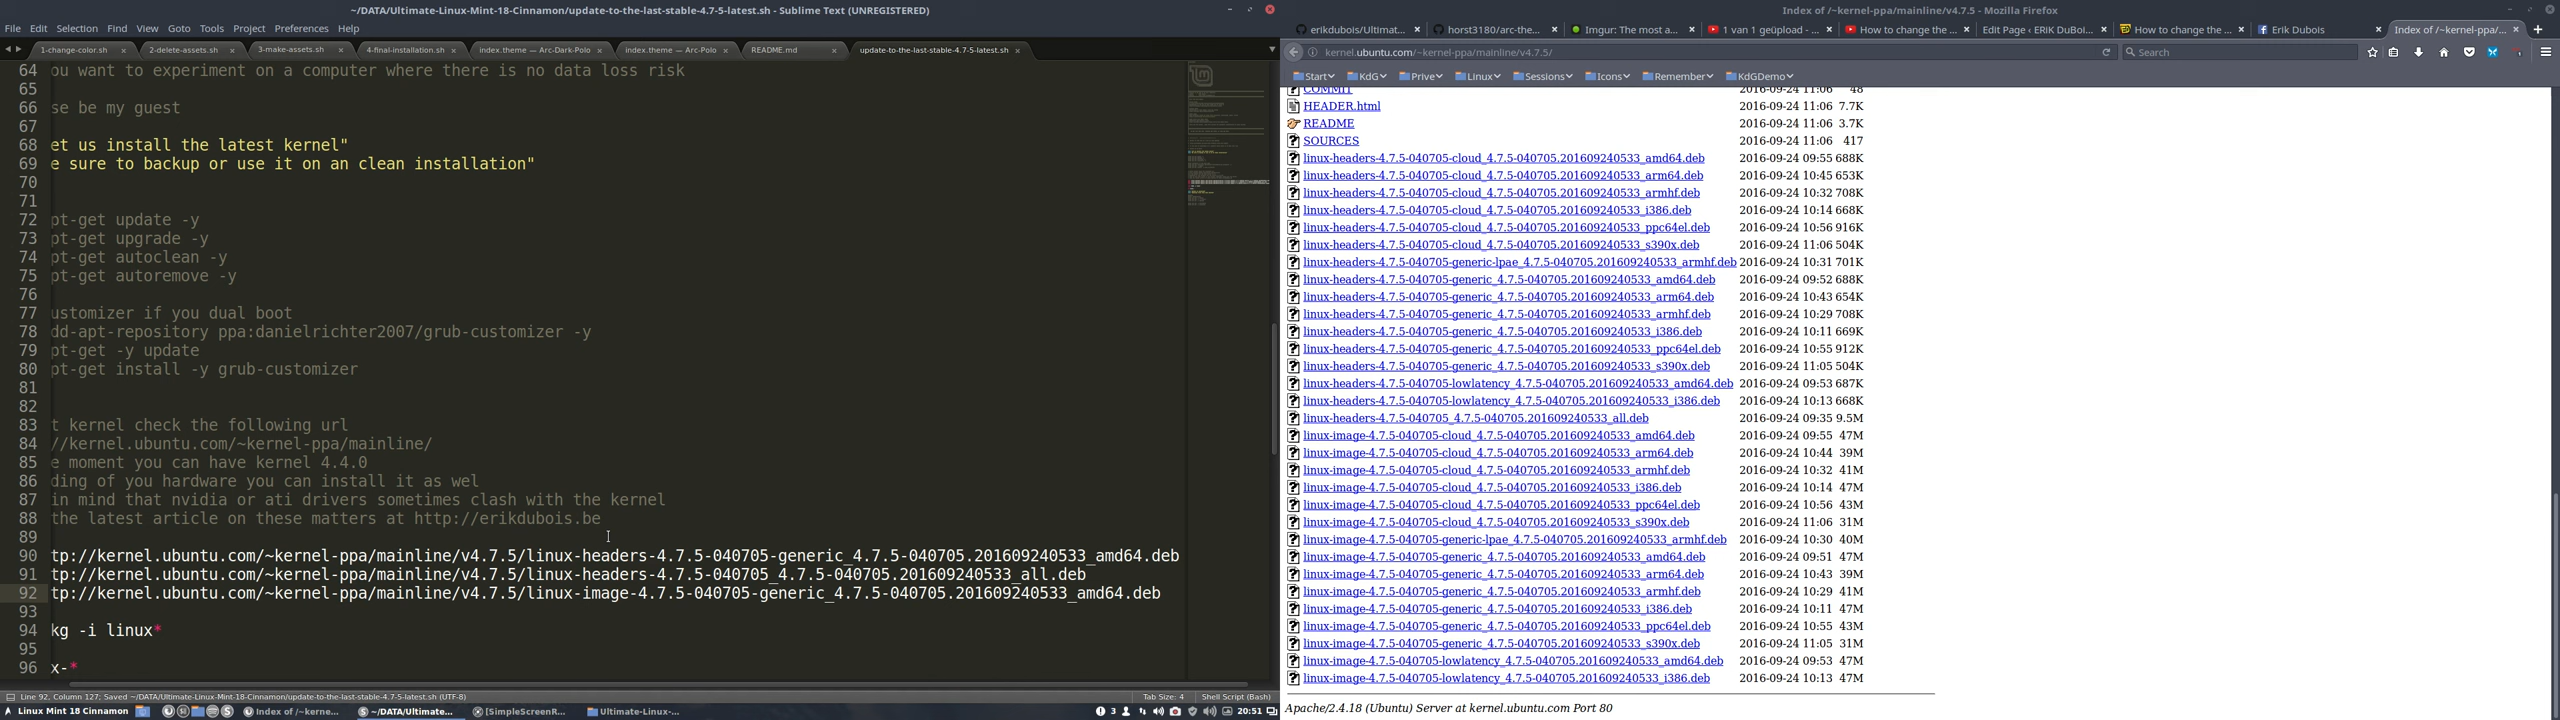 ~/DATA/Ultimate-Linux-Mint-18-Cinnamon/update-to-the-last-stable-4.7-5-latest.sh - Sublime Text (UNREGISTERED)
File Edit Selection Find View Goto Tools Project Preferences Help
1-change-color.sh 2-delete-assets.sh 3-make-assets.sh 4-final-installation.sh index.theme — Arc-Dark-Polo index.theme — Arc-Polo README.md update-to-the-last-stable-4.7-5-latest.sh
64 ou want to experiment on a computer where there is no data loss risk
65
66 se be my guest
67
68 et us install the latest kernel"
69 e sure to backup or use it on an clean installation"
70
71
72 pt-get update -y
73 pt-get upgrade -y
74 pt-get autoclean -y
75 pt-get autoremove -y
76
77 ustomizer if you dual boot
78 dd-apt-repository ppa:danielrichter2007/grub-customizer -y
79 pt-get -y update
80 pt-get install -y grub-customizer
81
82
83 t kernel check the following url
84 //kernel.ubuntu.com/~kernel-ppa/mainline/
85 e moment you can have kernel 4.4.0
86 ding of you hardware you can install it as wel
87 in mind that nvidia or ati drivers sometimes clash with the kernel
88 the latest article on these matters at http://erikdubois.be
89
90 tp://kernel.ubuntu.com/~kernel-ppa/mainline/v4.7.5/linux-headers-4.7.5-040705-generic_4.7.5-040705.201609240533_amd64.deb
91 tp://kernel.ubuntu.com/~kernel-ppa/mainline/v4.7.5/linux-headers-4.7.5-040705_4.7.5-040705.201609240533_all.deb
92 tp://kernel.ubuntu.com/~kernel-ppa/mainline/v4.7.5/linux-image-4.7.5-040705-generic_4.7.5-040705.201609240533_amd64.deb
93
94 kg -i linux*
95
96 x-*
Line 92, Column 127; Saved ~/DATA/Ultimate-Linux-Mint-18-Cinnamon/update-to-the-last-stable-4.7-5-latest.sh (UTF-8) Tab Size: 4 Shell Script (Bash)
Linux Mint 18 Cinnamon Index of /~kerne... ~/DATA/Ultimate... [SimpleScreenR... Ultimate-Linux-... 3 20:51
Index of /~kernel-ppa/mainline/v4.7.5 - Mozilla Firefox
erikdubois/Ultimat... horst3180/arc-the... Imgur: The most a... 1 van 1 geüpload - ... How to change the ... Edit Page ‹ ERiK DuBoi... How to change the ... Erik Dubois Index of /~kernel-ppa/...
kernel.ubuntu.com/~kernel-ppa/mainline/v4.7.5/ Search
Start KdG Prive Linux Sessions Icons Remember KdGDemo
COMMIT 2016-09-24 11:06 48
HEADER.html 2016-09-24 11:06 7.7K
README 2016-09-24 11:06 3.7K
SOURCES 2016-09-24 11:06 417
linux-headers-4.7.5-040705-cloud_4.7.5-040705.201609240533_amd64.deb 2016-09-24 09:55 688K
linux-headers-4.7.5-040705-cloud_4.7.5-040705.201609240533_arm64.deb 2016-09-24 10:45 653K
linux-headers-4.7.5-040705-cloud_4.7.5-040705.201609240533_armhf.deb 2016-09-24 10:32 708K
linux-headers-4.7.5-040705-cloud_4.7.5-040705.201609240533_i386.deb 2016-09-24 10:14 668K
linux-headers-4.7.5-040705-cloud_4.7.5-040705.201609240533_ppc64el.deb 2016-09-24 10:56 916K
linux-headers-4.7.5-040705-cloud_4.7.5-040705.201609240533_s390x.deb 2016-09-24 11:06 504K
linux-headers-4.7.5-040705-generic-lpae_4.7.5-040705.201609240533_armhf.deb 2016-09-24 10:31 701K
linux-headers-4.7.5-040705-generic_4.7.5-040705.201609240533_amd64.deb 2016-09-24 09:52 688K
linux-headers-4.7.5-040705-generic_4.7.5-040705.201609240533_arm64.deb 2016-09-24 10:43 654K
linux-headers-4.7.5-040705-generic_4.7.5-040705.201609240533_armhf.deb 2016-09-24 10:29 708K
linux-headers-4.7.5-040705-generic_4.7.5-040705.201609240533_i386.deb 2016-09-24 10:11 669K
linux-headers-4.7.5-040705-generic_4.7.5-040705.201609240533_ppc64el.deb 2016-09-24 10:55 912K
linux-headers-4.7.5-040705-generic_4.7.5-040705.201609240533_s390x.deb 2016-09-24 11:05 504K
linux-headers-4.7.5-040705-lowlatency_4.7.5-040705.201609240533_amd64.deb 2016-09-24 09:53 687K
linux-headers-4.7.5-040705-lowlatency_4.7.5-040705.201609240533_i386.deb 2016-09-24 10:13 668K
linux-headers-4.7.5-040705_4.7.5-040705.201609240533_all.deb 2016-09-24 09:35 9.5M
linux-image-4.7.5-040705-cloud_4.7.5-040705.201609240533_amd64.deb 2016-09-24 09:55 47M
linux-image-4.7.5-040705-cloud_4.7.5-040705.201609240533_arm64.deb 2016-09-24 10:44 39M
linux-image-4.7.5-040705-cloud_4.7.5-040705.201609240533_armhf.deb 2016-09-24 10:32 41M
linux-image-4.7.5-040705-cloud_4.7.5-040705.201609240533_i386.deb 2016-09-24 10:14 47M
linux-image-4.7.5-040705-cloud_4.7.5-040705.201609240533_ppc64el.deb 2016-09-24 10:56 43M
linux-image-4.7.5-040705-cloud_4.7.5-040705.201609240533_s390x.deb 2016-09-24 11:06 31M
linux-image-4.7.5-040705-generic-lpae_4.7.5-040705.201609240533_armhf.deb 2016-09-24 10:30 40M
linux-image-4.7.5-040705-generic_4.7.5-040705.201609240533_amd64.deb 2016-09-24 09:51 47M
linux-image-4.7.5-040705-generic_4.7.5-040705.201609240533_arm64.deb 2016-09-24 10:43 39M
linux-image-4.7.5-040705-generic_4.7.5-040705.201609240533_armhf.deb 2016-09-24 10:29 41M
linux-image-4.7.5-040705-generic_4.7.5-040705.201609240533_i386.deb 2016-09-24 10:11 47M
linux-image-4.7.5-040705-generic_4.7.5-040705.201609240533_ppc64el.deb 2016-09-24 10:55 43M
linux-image-4.7.5-040705-generic_4.7.5-040705.201609240533_s390x.deb 2016-09-24 11:05 31M
linux-image-4.7.5-040705-lowlatency_4.7.5-040705.201609240533_amd64.deb 2016-09-24 09:53 47M
linux-image-4.7.5-040705-lowlatency_4.7.5-040705.201609240533_i386.deb 2016-09-24 10:13 47M
Apache/2.4.18 (Ubuntu) Server at kernel.ubuntu.com Port 80